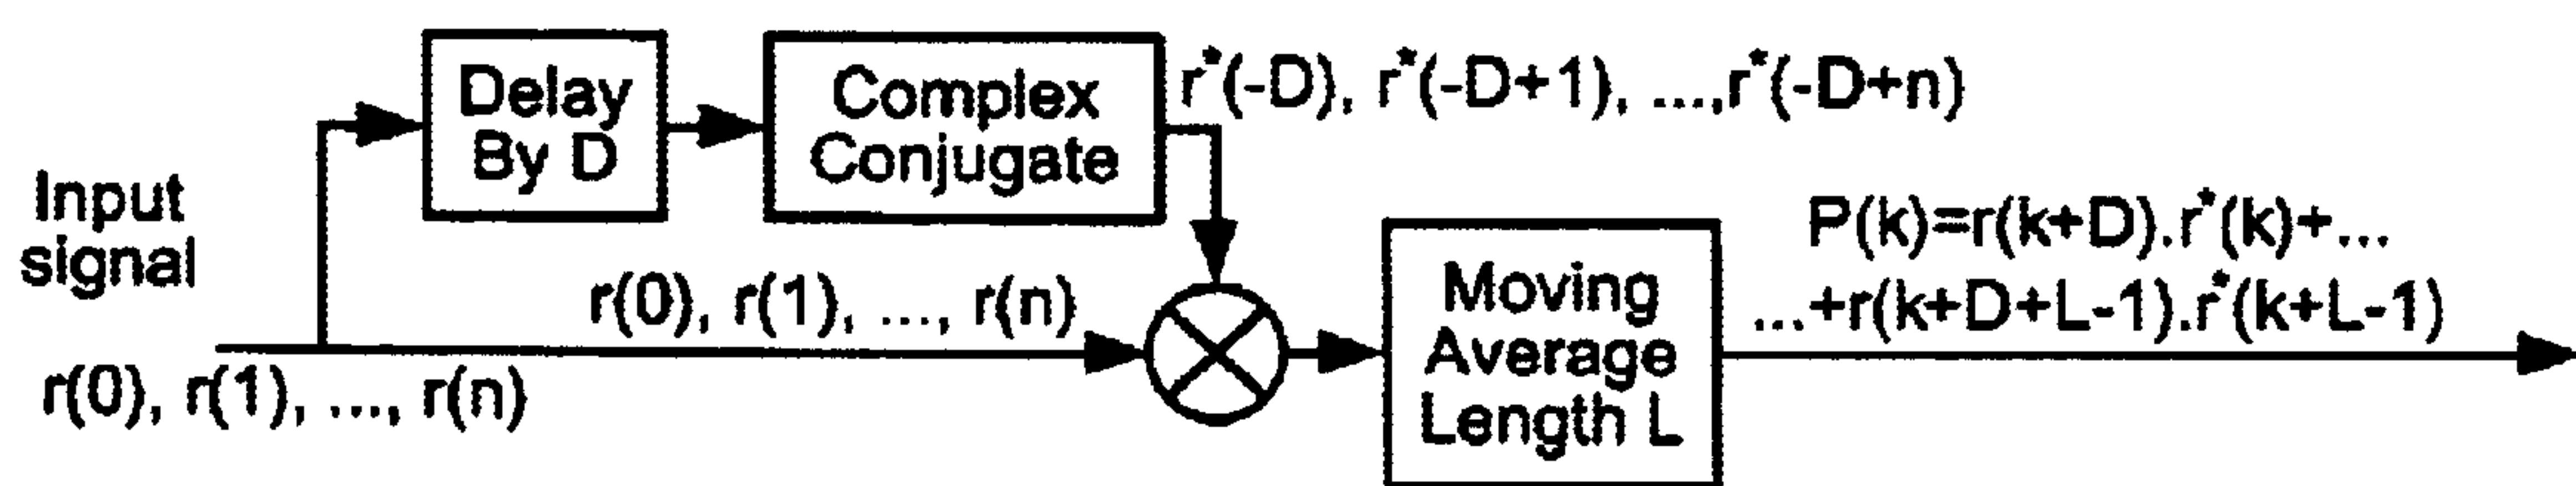 Delay
By D
Complex
Conjugate
r*(-D), r*(-D+1), ...,r*(-D+n)
Input
signal
r(0), r(1), ..., r(n)
r(0), r(1), ..., r(n)
Moving
Average
Length L
P(k)=r(k+D).r*(k)+...
...+r(k+D+L-1).r*(k+L-1)